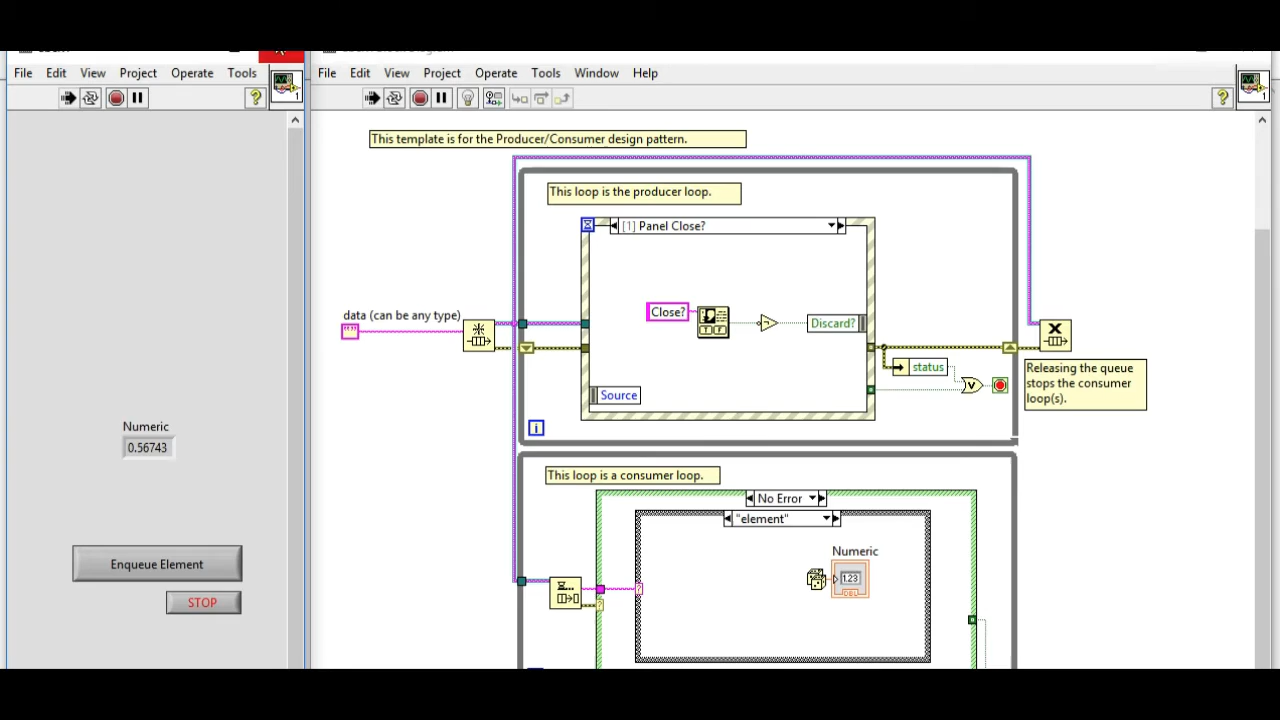 File Edit View Project Operate Tools
File Edit View Project Operate Tools Window Help
1
1
This template is for the Producer/Consumer design pattern.
This loop is the producer loop.
[1] Panel Close?
data (can be any type)
Close?
T F
Discard?
status
Source
i
Releasing the queue
stops the consumer
loop(s).
Numeric
0.56743
Enqueue Element
STOP
This loop is a consumer loop.
No Error
"element"
Numeric
1.23
DBL